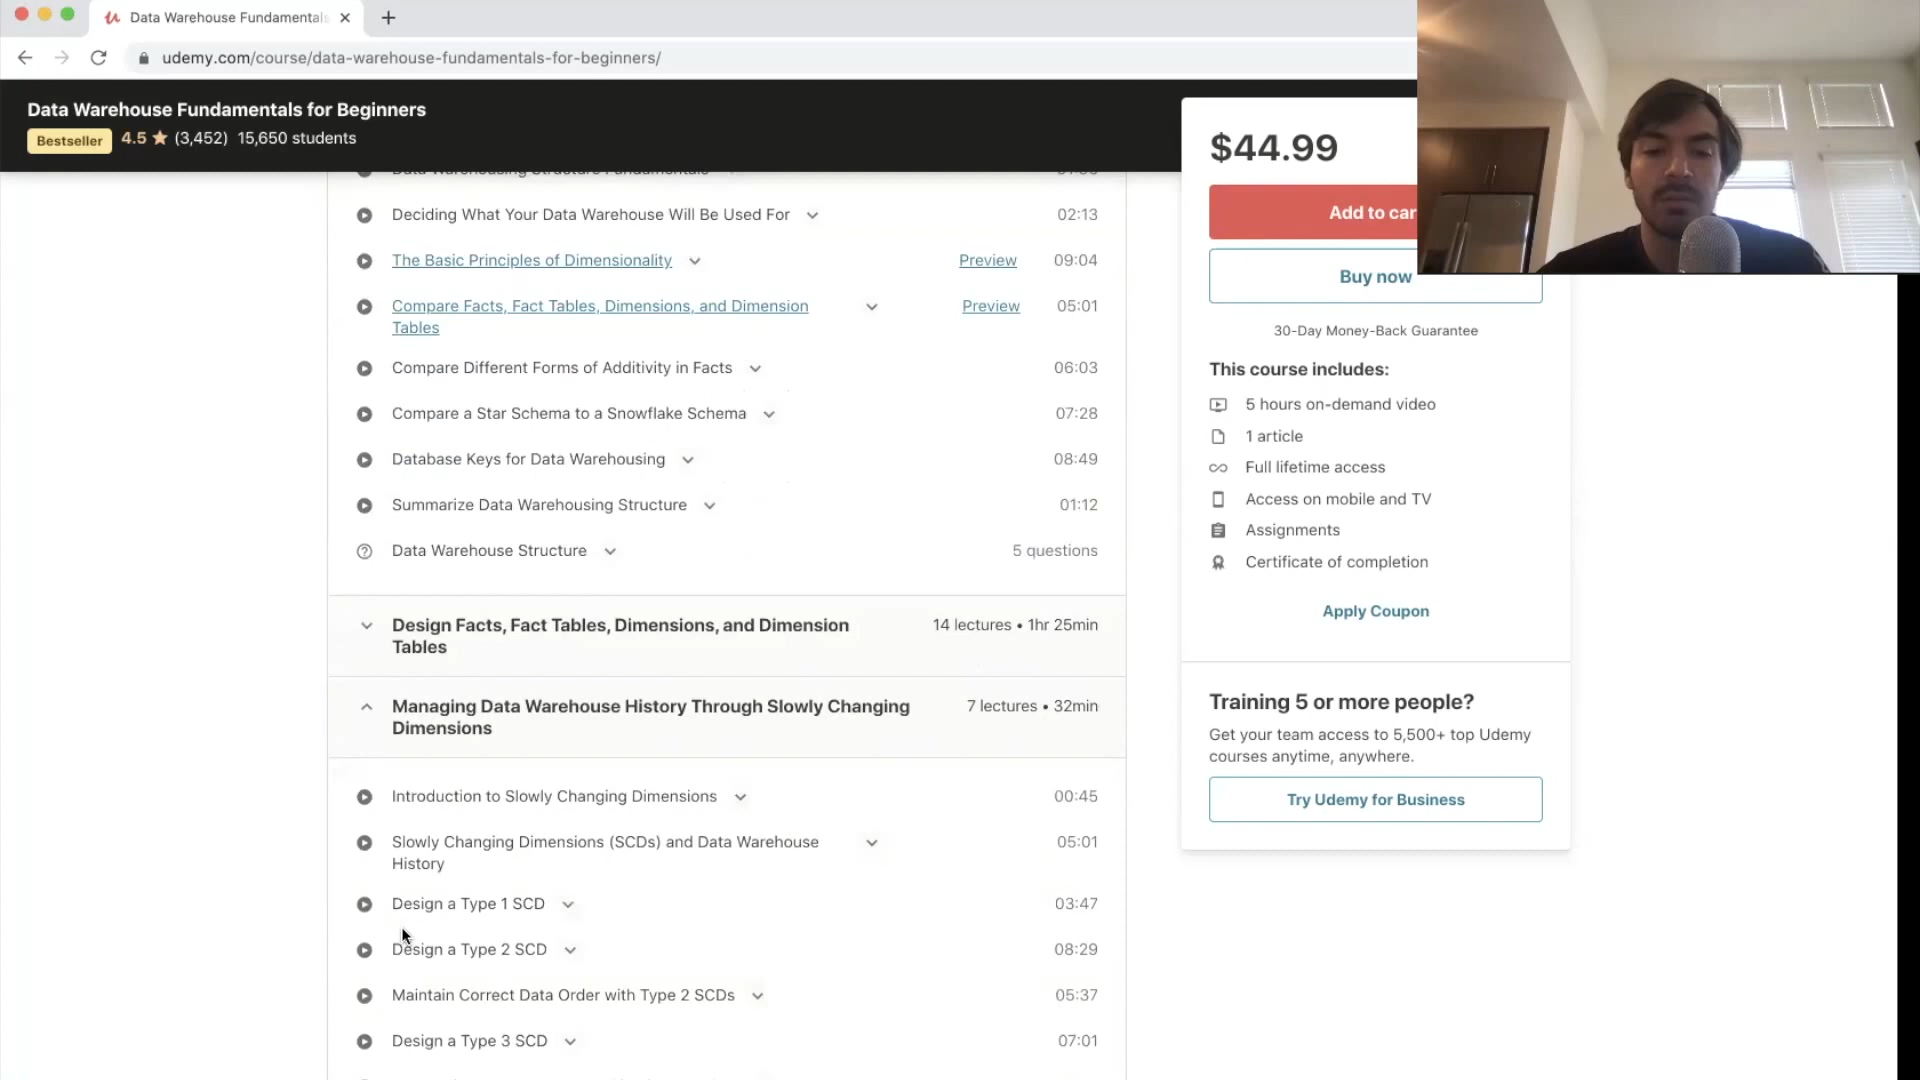 Data Warehouse Fundamentals
udemy.com/course/data-warehouse-fundamentals-for-beginners/
Data Warehouse Fundamentals for Beginners
Bestseller 4.5 (3,452) 15,650 students
Data Warehousing Structure Fundamentals
Deciding What Your Data Warehouse Will Be Used For 02:13
The Basic Principles of Dimensionality Preview 09:04
Compare Facts, Fact Tables, Dimensions, and Dimension Preview 05:01
Tables
Compare Different Forms of Additivity in Facts 06:03
Compare a Star Schema to a Snowflake Schema 07:28
Database Keys for Data Warehousing 08:49
Summarize Data Warehousing Structure 01:12
Data Warehouse Structure 5 questions
Design Facts, Fact Tables, Dimensions, and Dimension 14 lectures • 1hr 25min
Tables
Managing Data Warehouse History Through Slowly Changing 7 lectures • 32min
Dimensions
Introduction to Slowly Changing Dimensions 00:45
Slowly Changing Dimensions (SCDs) and Data Warehouse 05:01
History
Design a Type 1 SCD 03:47
Design a Type 2 SCD 08:29
Maintain Correct Data Order with Type 2 SCDs 05:37
Design a Type 3 SCD 07:01
$44.99
Add to car
Buy now
30-Day Money-Back Guarantee
This course includes:
5 hours on-demand video
1 article
Full lifetime access
Access on mobile and TV
Assignments
Certificate of completion
Apply Coupon
Training 5 or more people?
Get your team access to 5,500+ top Udemy
courses anytime, anywhere.
Try Udemy for Business